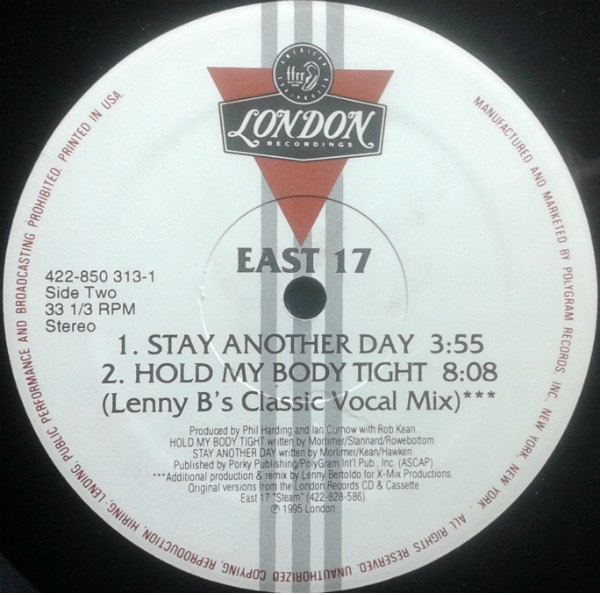 AMERICAN
ffrr
LONDON
RECORDINGS
EAST 17
422-850 313-1
Side Two
33 1/3 RPM
Stereo
1. STAY ANOTHER DAY 3:55
2. HOLD MY BODY TIGHT 8:08
(Lenny B's Classic Vocal Mix)***
Produced by Phil Harding and Ian Curnow with Rob Kean.
HOLD MY BODY TIGHT written by Mortimer/Stannard/Rowebottom.
STAY ANOTHER DAY written by Mortimer/Kean/Hawken.
Published by Porky Publishing/PolyGram Int'l Pub., Inc. (ASCAP)
***Additional production & remix by Lenny Bertoldo for X-Mix Productions.
Original versions from the London Records CD & Cassette
East 17 "Steam" (422-828-586).
℗ 1995 London.
MANUFACTURED AND MARKETED BY POLYGRAM RECORDS, INC. NEW YORK, NEW YORK. ALL RIGHTS RESERVED. UNAUTHORIZED COPYING, REPRODUCTION, HIRING, LENDING, PUBLIC PERFORMANCE AND BROADCASTING PROHIBITED. PRINTED IN USA.